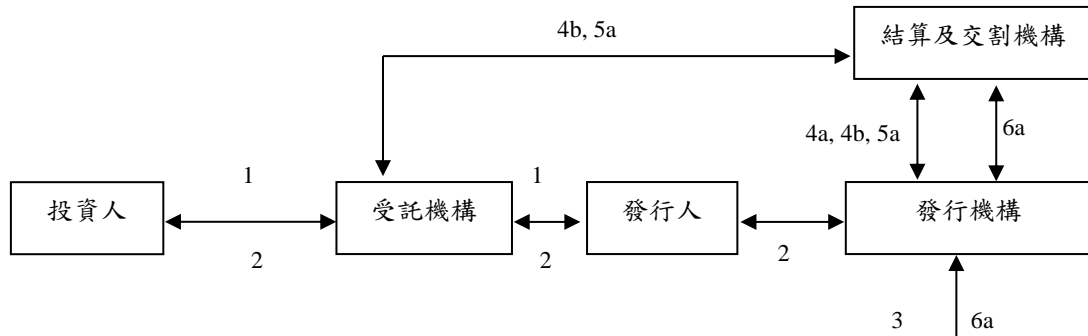 4b, 5a
結算及交割機構
4a, 4b, 5a
6a
1
1
投資人
受託機構
發行人
發行機構
2
2
2
3
6a